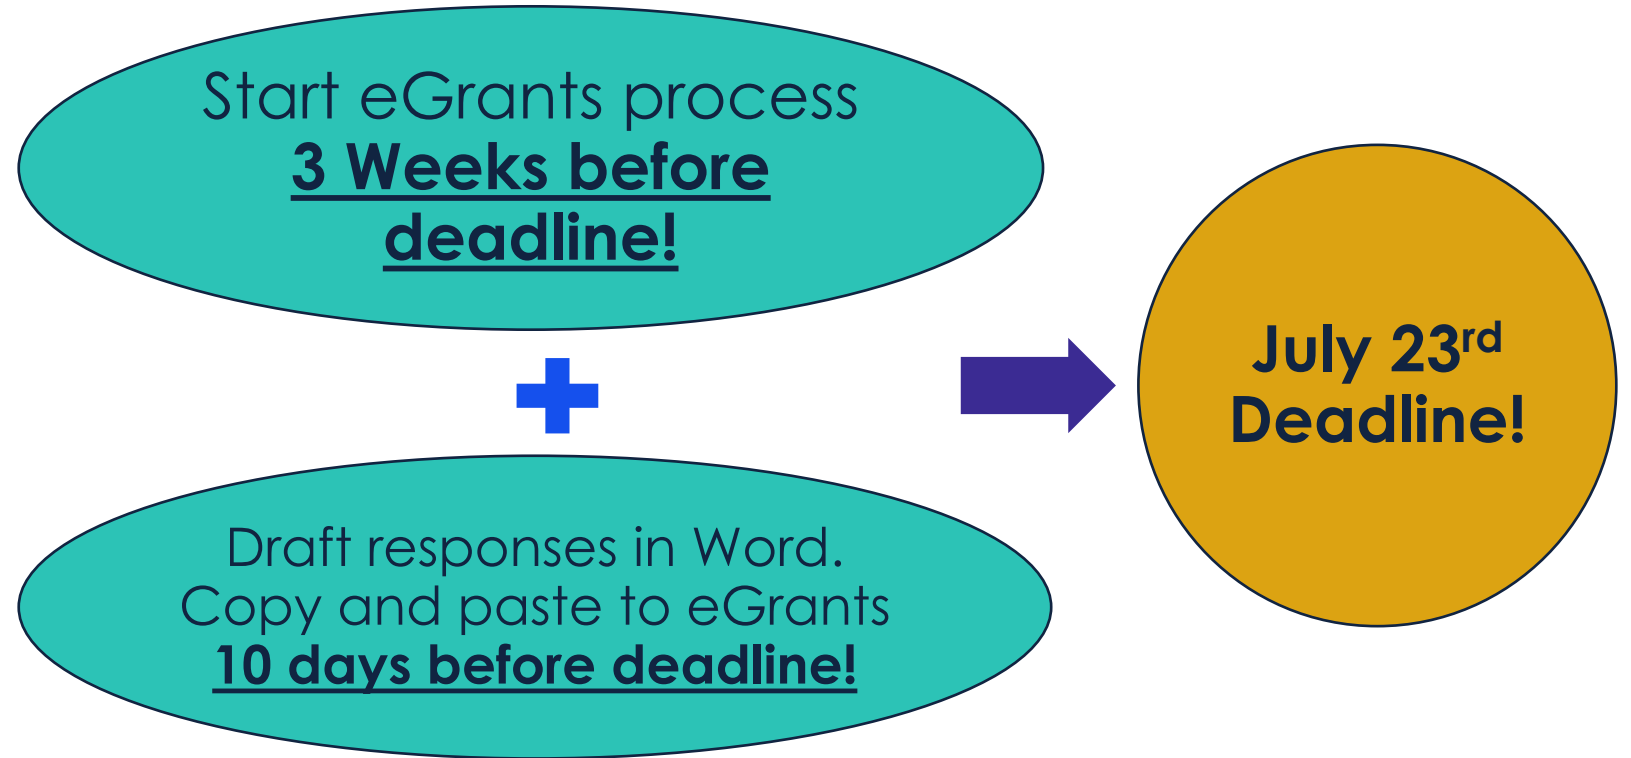 Start eGrants process
3 Weeks before
deadline!
Draft responses in Word.
Copy and paste to eGrants
10 days before deadline!
July 23rd
Deadline!